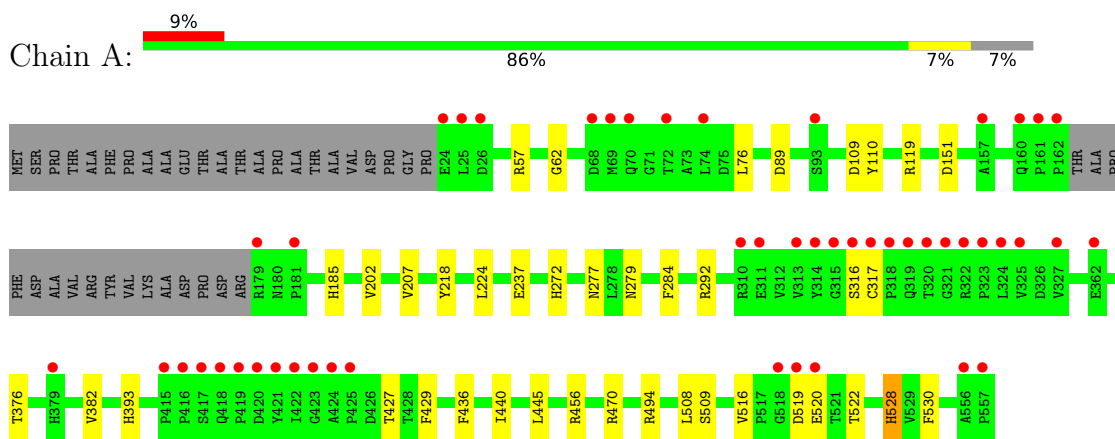 9%
Chain A:
86% 7% 7%
MET SER PRO THR ALA PHE PRO ALA ALA GLU THR ALA THR ALA PRO ALA THR ALA VAL ASP PRO GLY PRO E24 L25 D26 R57 G62 D68 M69 Q70 G71 T72 A73 L74 D75 L76 D89 S93 D109 Y110 R119 D151 A157 Q160 P161 P162 THR ALA PRO
PHE ASP ALA VAL ARG TYR VAL LYS ALA ASP PRO ASP ARG R179 N180 P181 H185 V202 V207 Y218 L224 E237 H272 N277 L278 N279 F284 R292 R310 E311 V312 V313 Y314 G315 S316 C317 P318 Q319 T320 G321 R322 P323 L324 V325 D326 V327 E362
T376 H379 V382 H393 P415 P416 S417 Q418 P419 D420 Y421 I422 G423 A424 P425 D426 T427 T428 F429 F436 I440 L445 R456 R470 R494 L508 S509 V516 P517 G518 D519 E520 T521 T522 H528 V529 F530 A556 P557